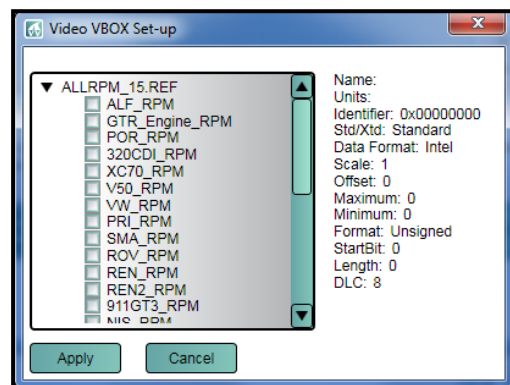 Video VBOX Set-up
ALLRPM_15.REF
ALF_RPM
GTR_Engine_RPM
POR_RPM
320CDI_RPM
XC70_RPM
V50_RPM
VW_RPM
PRI_RPM
SMA_RPM
ROV_RPM
REN_RPM
REN2_RPM
911GT3_RPM
NIS_RPM
Name:
Units:
Identifier: 0x00000000
Std/Xtd: Standard
Data Format: Intel
Scale: 1
Offset: 0
Maximum: 0
Minimum: 0
Format: Unsigned
StartBit: 0
Length: 0
DLC: 8
Apply
Cancel